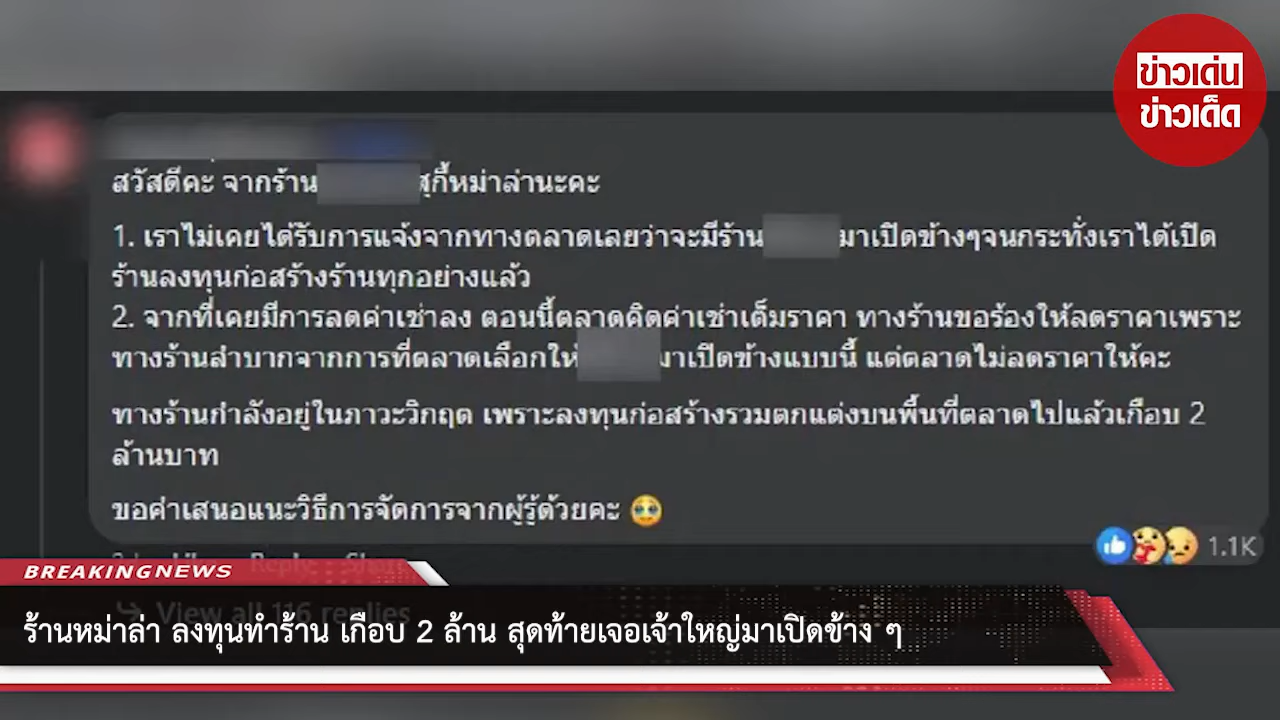 ข่าวเด่น
ข่าวเด็ด
สวัสดีคะ จากร้าน สุกี้หม่าล่านะคะ
1. เราไม่เคยได้รับการแจ้งจากทางตลาดเลยว่าจะมีร้าน มาเปิดข้างๆจนกระทั่งเราได้เปิด
ร้านลงทุนก่อสร้างร้านทุกอย่างแล้ว
2. จากที่เคยมีการลดค่าเช่าลง ตอนนี้ตลาดคิดค่าเช่าเต็มราคา ทางร้านขอร้องให้ลดราคาเพราะ
ทางร้านลำบากจากการที่ตลาดเลือกให้ มาเปิดข้างแบบนี้ แต่ตลาดไม่ลดราคาให้คะ
ทางร้านกำลังอยู่ในภาวะวิกฤต เพราะลงทุนก่อสร้างรวมตกแต่งบนพื้นที่ตลาดไปแล้วเกือบ 2
ล้านบาท
ขอคำเสนอแนะวิธีการจัดการจากผู้รู้ด้วยคะ 🥹
1.1K
Like Reply Share
BREAKING NEWS
View all 116 replies
ร้านหม่าล่า ลงทุนทำร้าน เกือบ 2 ล้าน สุดท้ายเจอเจ้าใหญ่มาเปิดข้าง ๆ